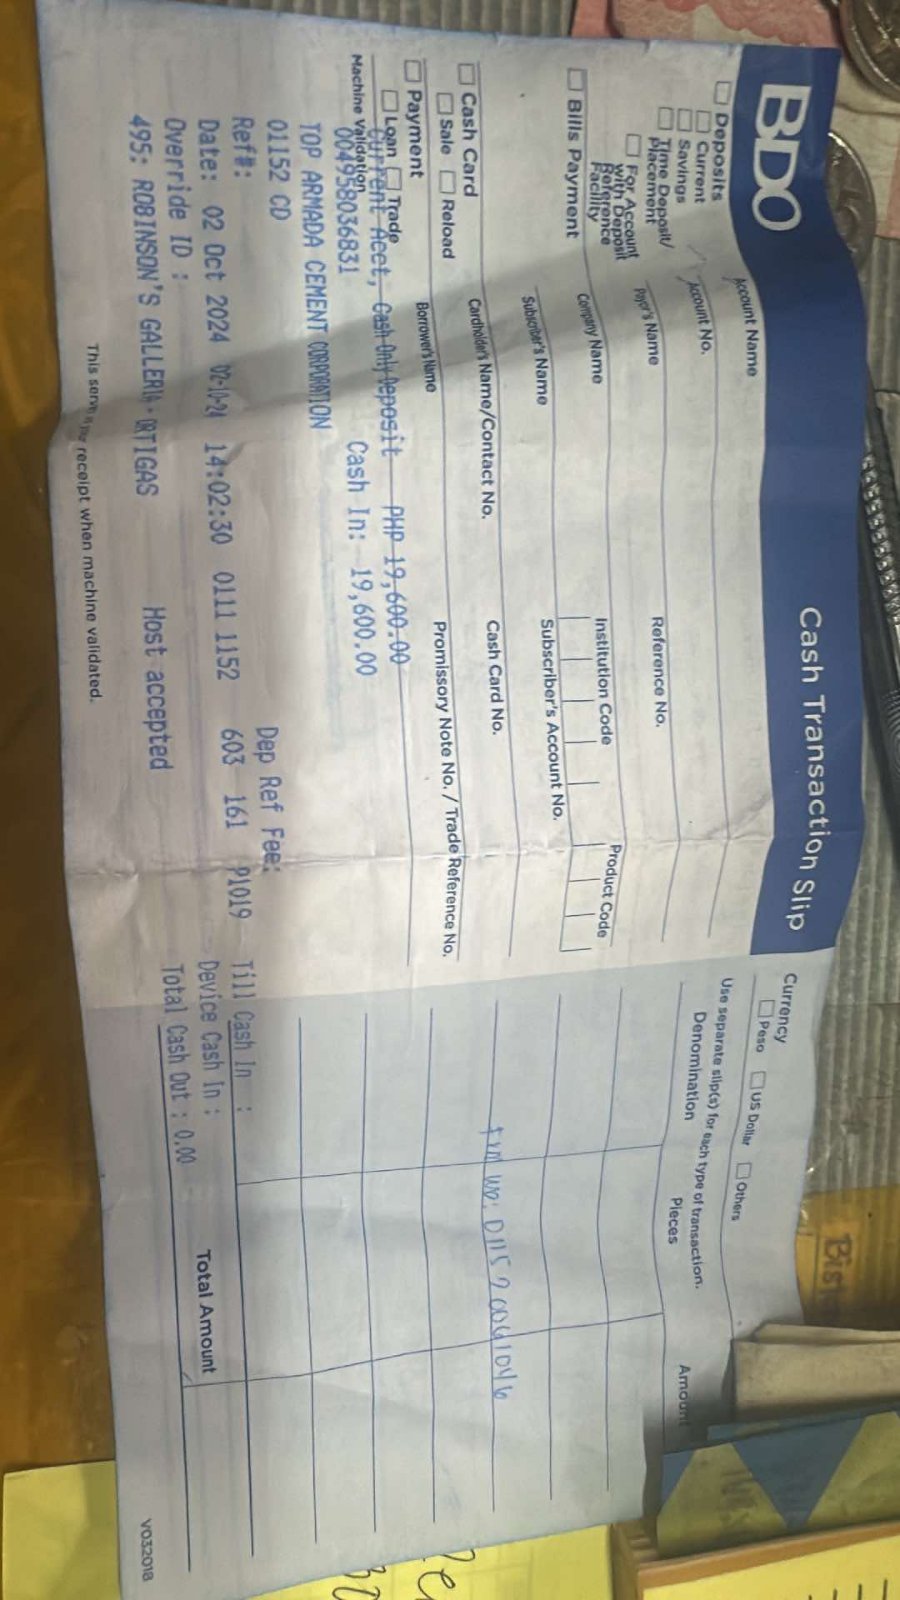 BDO
Cash Transaction Slip
Deposits
Current
Savings
Time Deposit/
Placement
For Account
with Deposit
Reference
Facility
Account Name
Account No.
Payor's Name
Reference No.
Bills Payment
Company Name
Institution Code
Product Code
Subscriber's Name
Subscriber's Account No.
Cash Card
Sale
Reload
Cardholder's Name/Contact No.
Cash Card No.
Payment
Loan
Trade
Borrower's Name
Promissory Note No. / Trade Reference No.
Machine Validation
Current Acct, Cash Only Deposit PHP 19,600.00
004958036831 Cash In: 19,600.00
TOP ARMADA CEMENT CORPORATION
01152 CD
Dep Ref Fee:
Ref#:
Date: 02 Oct 2024 02-10-24 14:02:30 0111 1152 603 161 91019
Till Cash In :
Override ID :
Device Cash In :
495: ROBINSON'S GALLERIA-ORTIGAS Host accepted
Total Cash Out : 0.00
This serves as receipt when machine validated.
Currency
Peso
US Dollar
Others
Use separate slip(s) for each type of transaction.
Denomination
Pieces
Amount
Total Amount
V032018